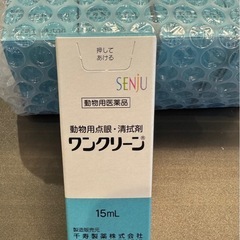 押して
あける
SENJU
動物用医薬品
動物用点眼・清拭剤
ワンクリーン®
15mL
製造販売元
千寿製薬株式会社